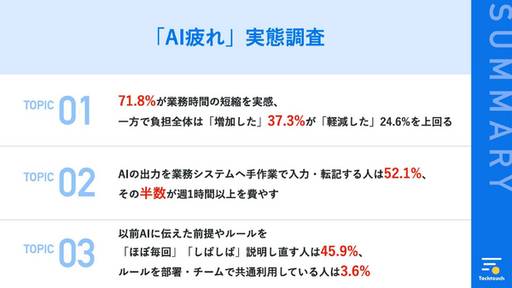 「AI疲れ」実態調査
TOPIC 01
71.8%が業務時間の短縮を実感、
一方で負担全体は「増加した」37.3%が「軽減した」24.6%を上回る
TOPIC 02
AIの出力を業務システムへ手作業で入力・転記する人は52.1%、
その半数が週1時間以上を費やす
TOPIC 03
以前AIに伝えた前提やルールを
「ほぼ毎回」「しばしば」説明し直す人は45.9%、
ルールを部署・チームで共通利用している人は3.6%
SUMMARY
Techtouch